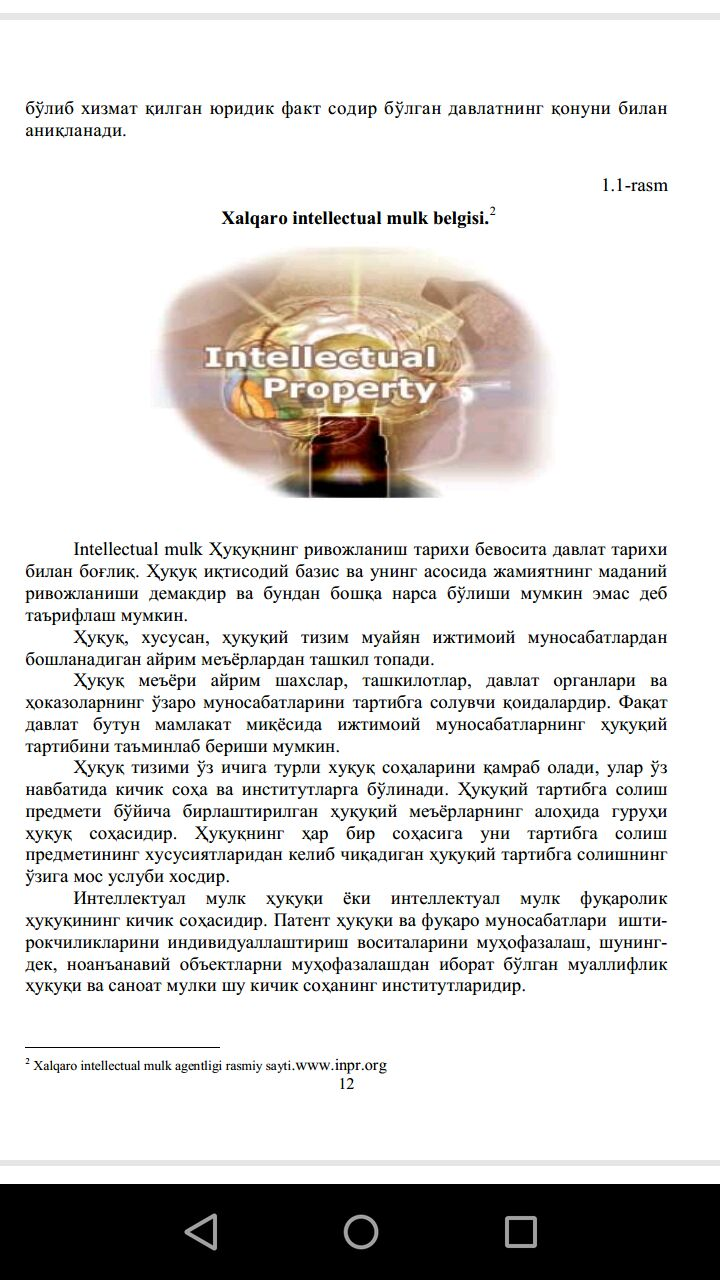 бўлиб хизмат қилган юридик факт содир бўлган давлатнинг қонуни билан
аниқланади.
1.1-rasm
Xalqaro intellectual mulk belgisi.2
Intellectual
Property
Intellectual mulk Ҳуқуқнинг ривожланиш тарихи бевосита давлат тарихи
билан боғлиқ. Ҳуқуқ иқтисодий базис ва унинг асосида жамиятнинг маданий
ривожланиши демакдир ва бундан бошқа нарса бўлиши мумкин эмас деб
таърифлаш мумкин.
Ҳуқуқ, хусусан, ҳуқуқий тизим муайян ижтимоий муносабатлардан
бошланадиган айрим меъёрлардан ташкил топади.
Ҳуқуқ меъёри айрим шахслар, ташкилотлар, давлат органлари ва
ҳоказоларнинг ўзаро муносабатларини тартибга солувчи қоидалардир. Фақат
давлат бутун мамлакат миқёсида ижтимоий муносабатларнинг ҳуқуқий
тартибини таъминлаб бериши мумкин.
Ҳуқуқ тизими ўз ичига турли хуқуқ соҳаларини қамраб олади, улар ўз
навбатида кичик соҳа ва институтларга бўлинади. Ҳуқуқий тартибга солиш
предмети бўйича бирлаштирилган ҳуқуқий меъёрларнинг алоҳида гуруҳи
ҳуқуқ соҳасидир. Ҳуқуқнинг ҳар бир соҳасига уни тартибга солиш
предметининг хусусиятларидан келиб чиқадиган ҳуқуқий тартибга солишнинг
ўзига мос услуби хосдир.
Интеллектуал мулк ҳуқуқи ёки интеллектуал мулк фуқаролик
ҳуқуқининг кичик соҳасидир. Патент ҳуқуқи ва фуқаро муносабатлари ишти-
рокчиликларини индивидуаллаштириш воситаларини муҳофазалаш, шунинг-
дек, ноанъанавий объектларни муҳофазалашдан иборат бўлган муаллифлик
ҳуқуқи ва саноат мулки шу кичик соҳанинг институтларидир.
2 Xalqaro intellectual mulk agentligi rasmiy sayti.www.inpr.org
12